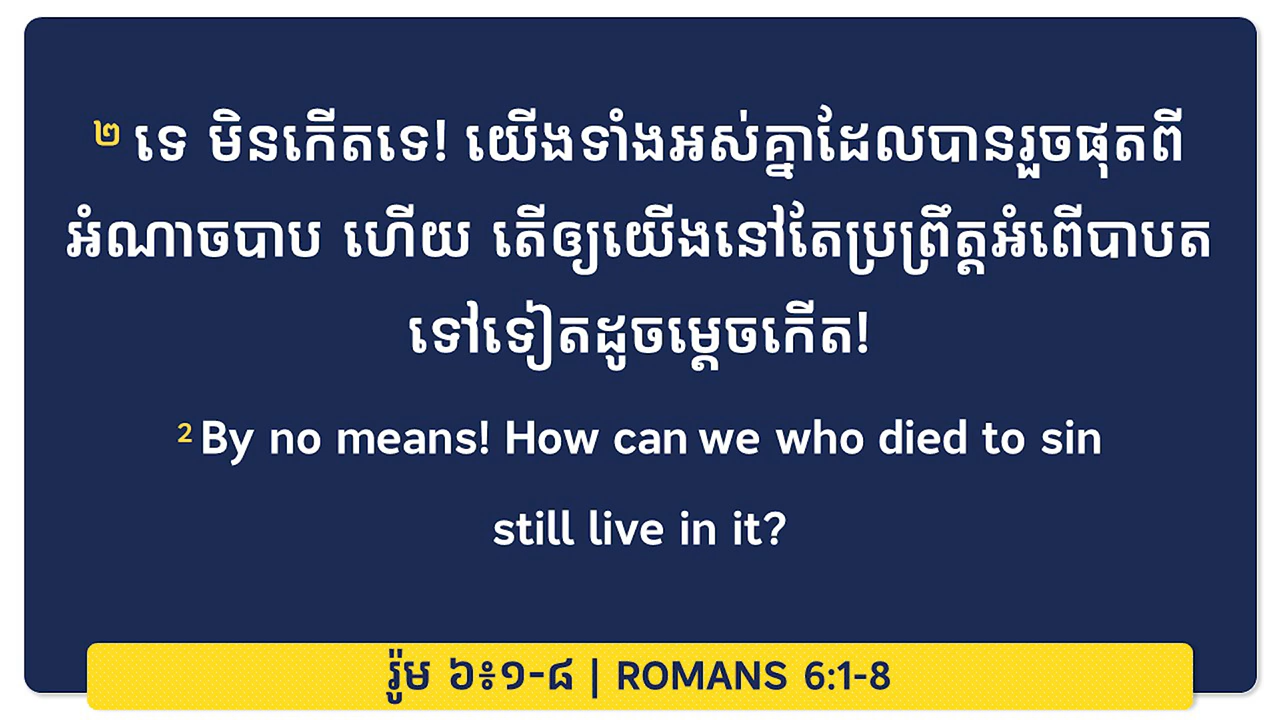 ២ ទេ មិនកើតទេ! យើងទាំងអស់គ្នាដែលបានរួចផុតពី
អំណាចបាប ហើយ តើឲ្យយើងនៅតែប្រព្រឹត្តអំពើបាបត
ទៅទៀតដូចម្ដេចកើត!
2 By no means! How can we who died to sin
still live in it?
រ៉ូម ៦៖១-៨ | ROMANS 6:1-8